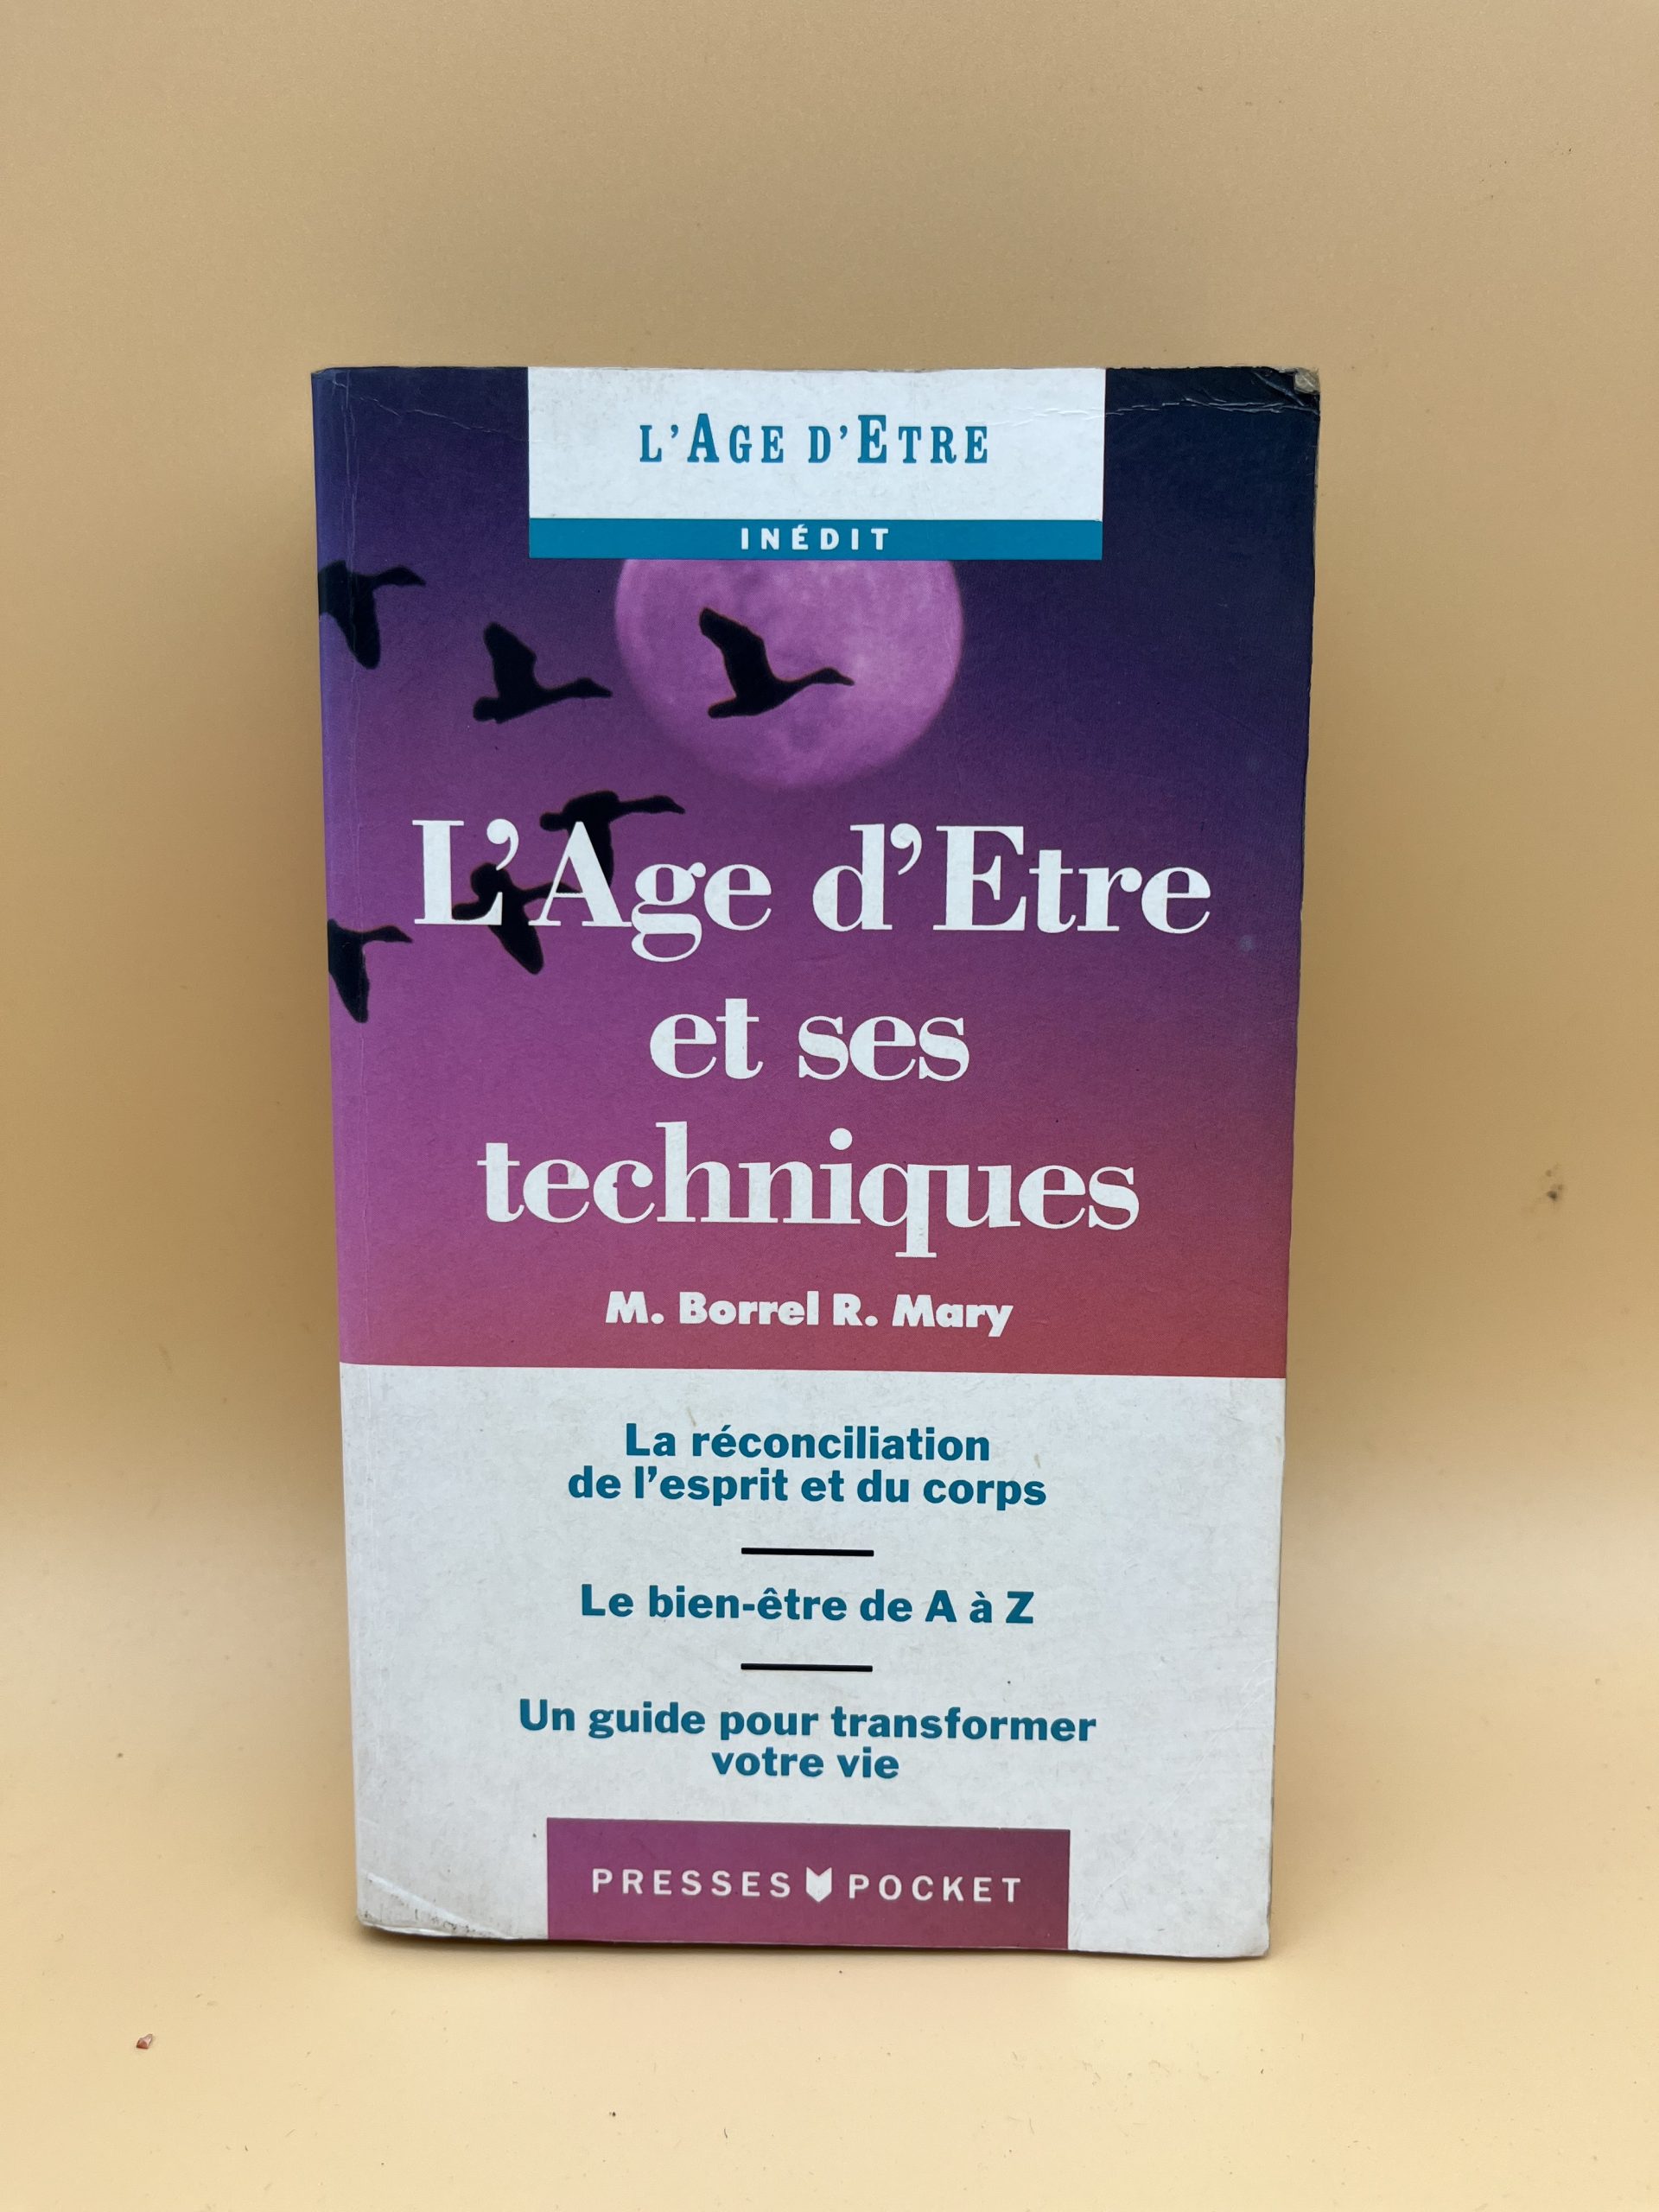 L'AGE D'ETRE
INÉDIT
L'Age d'Etre
et ses
techniques
M. Borrel R. Mary
La réconciliation
de l'esprit et du corps
Le bien-être de A à Z
Un guide pour transformer
votre vie
PRESSES POCKET